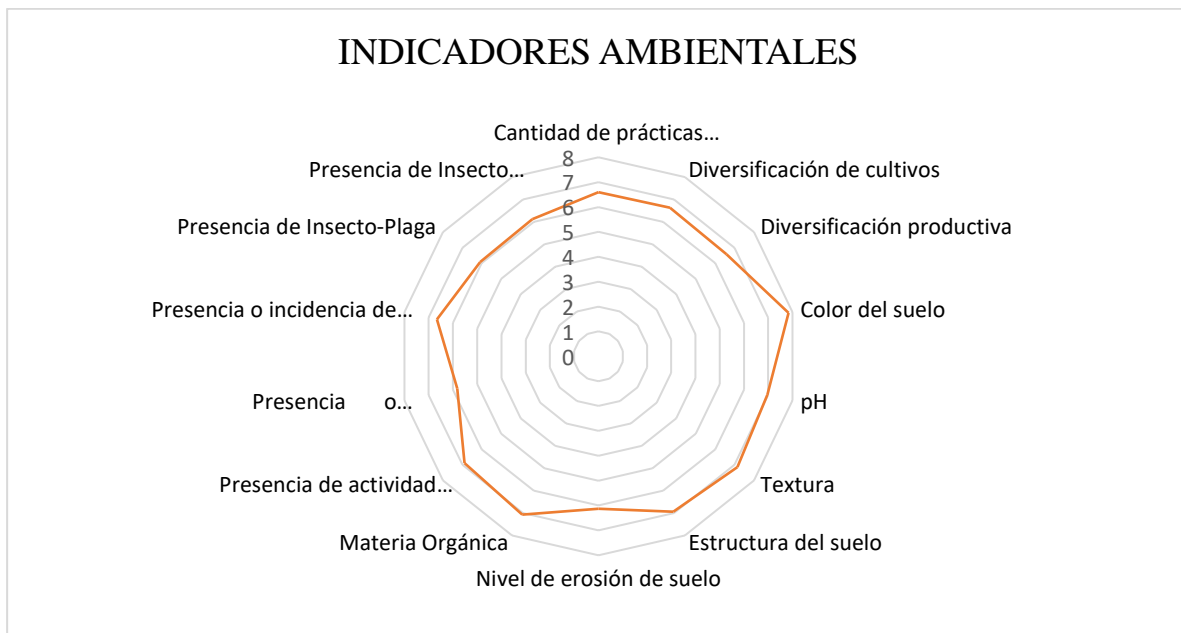 INDICADORES AMBIENTALES
Cantidad de prácticas...
Diversificación de cultivos
Diversificación productiva
Color del suelo
pH
Textura
Estructura del suelo
Nivel de erosión de suelo
Materia Orgánica
Presencia de actividad...
Presencia o...
Presencia o incidencia de...
Presencia de Insecto-Plaga
Presencia de Insecto...
8
7
6
5
4
3
2
1
0